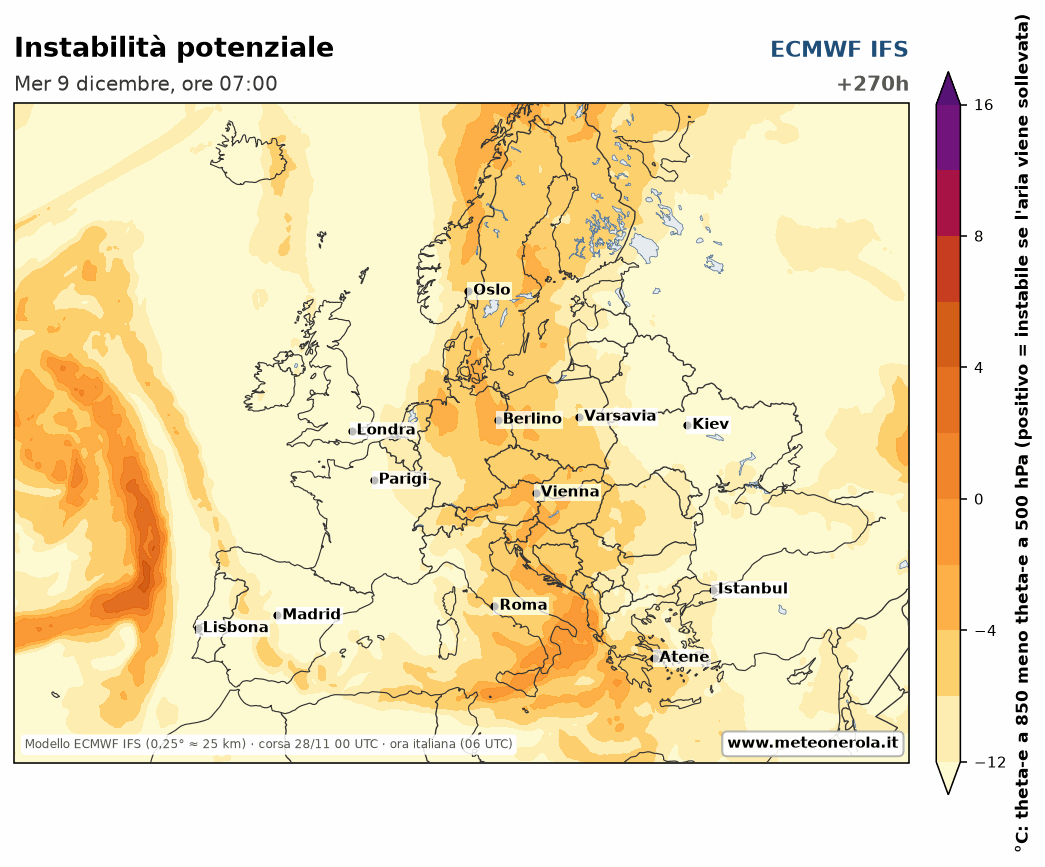 Instabilità potenziale
ECMWF IFS
Mer 9 dicembre, ore 07:00
+270h
Oslo
Londra
Berlino
Varsavia
Kiev
Parigi
Vienna
Roma
Istanbul
Madrid
Lisbona
Atene
Modello ECMWF IFS (0,25° ≈ 25 km) · corsa 28/11 00 UTC · ora italiana (06 UTC)
www.meteonerola.it
16
8
4
0
−4
−12
°C: theta-e a 850 meno theta-e a 500 hPa (positivo = instabile se l'aria viene sollevata)